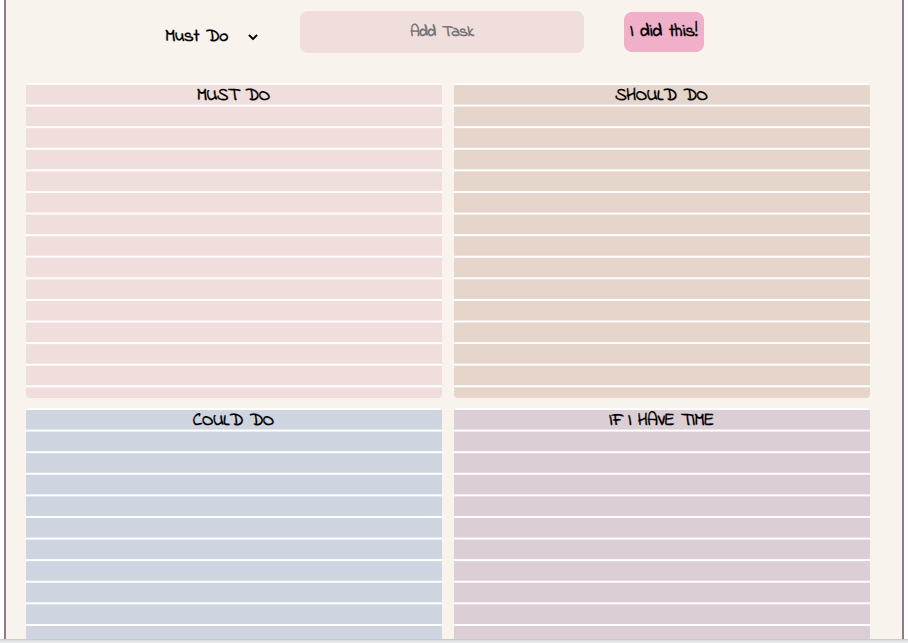 Must Do
Add Task
I did this!
MUST DO
SHOULD DO
COULD DO
IF I HAVE TIME